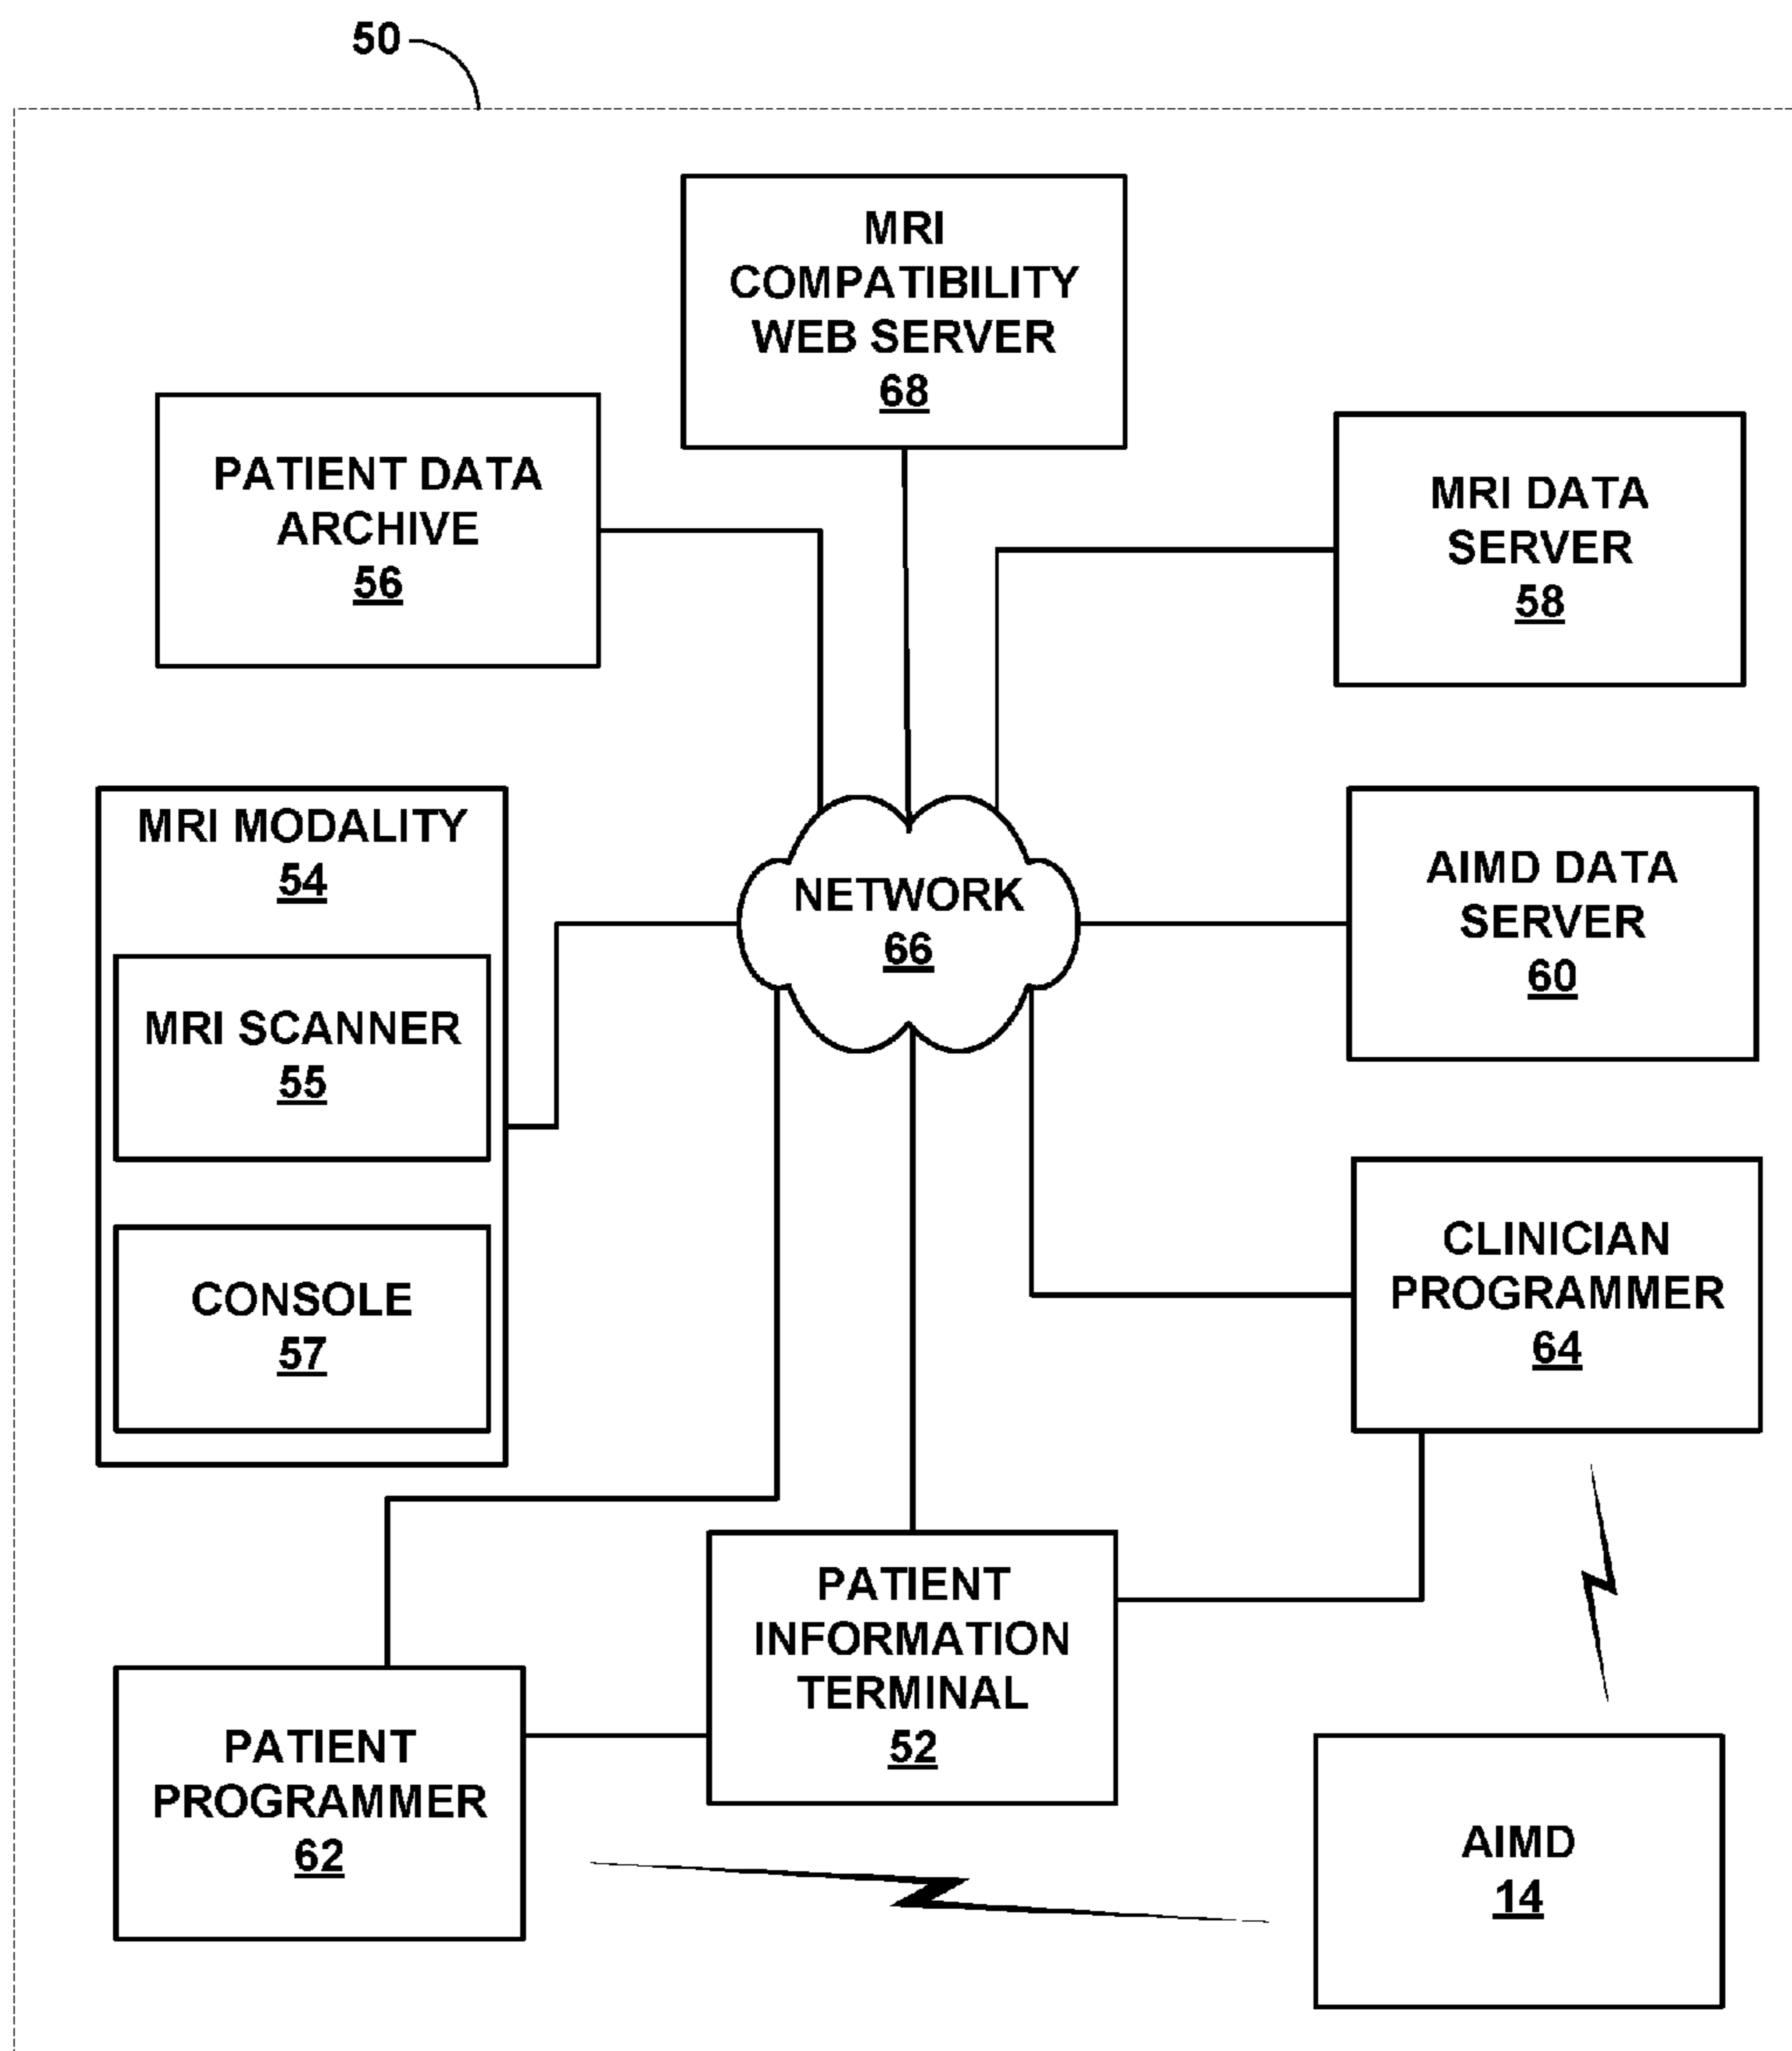 50
MRI
COMPATIBILITY
WEB SERVER
68
PATIENT DATA
ARCHIVE
56
MRI DATA
SERVER
58
MRI MODALITY
54
MRI SCANNER
55
CONSOLE
57
NETWORK
66
AIMD DATA
SERVER
60
CLINICIAN
PROGRAMMER
64
PATIENT
INFORMATION
TERMINAL
52
PATIENT
PROGRAMMER
62
AIMD
14